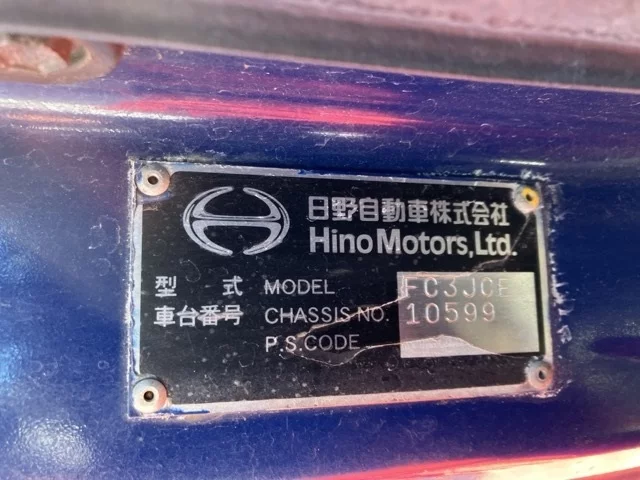 日野自動車株式会社
Hino Motors, Ltd.
型 式 MODEL FC3JCE
車台番号 CHASSIS NO. 10599
P.S.CODE